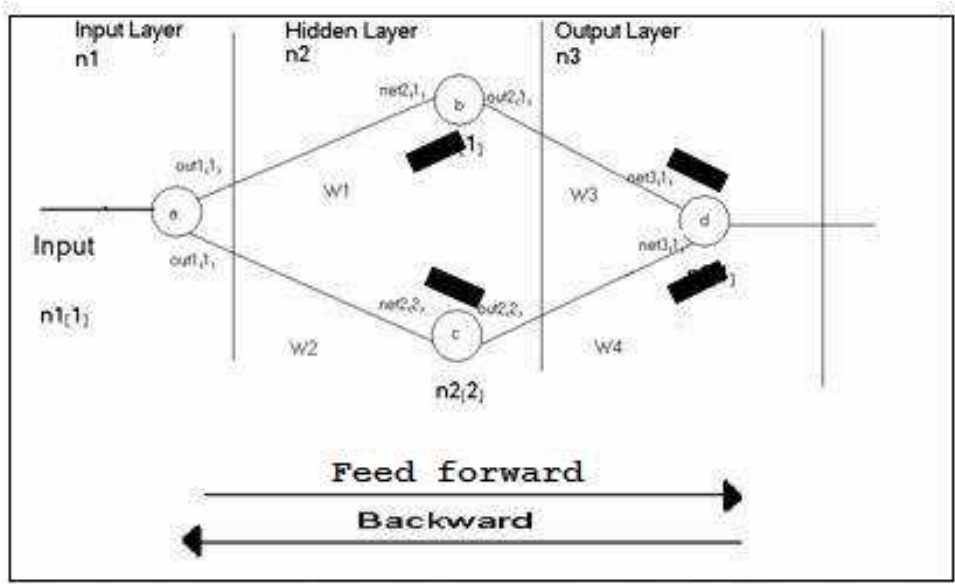 Input Layer
n1
Hidden Layer
n2
Output Layer
n3
net2,1,
b
out2,1,
1]
out1,1,
W1
W3
net3,1,
a
d
Input
out1,1,
net3,1,
n1[1]
net2,2,
out2,2,
c
W2
W4
n2[2]
Feed forward
Backward